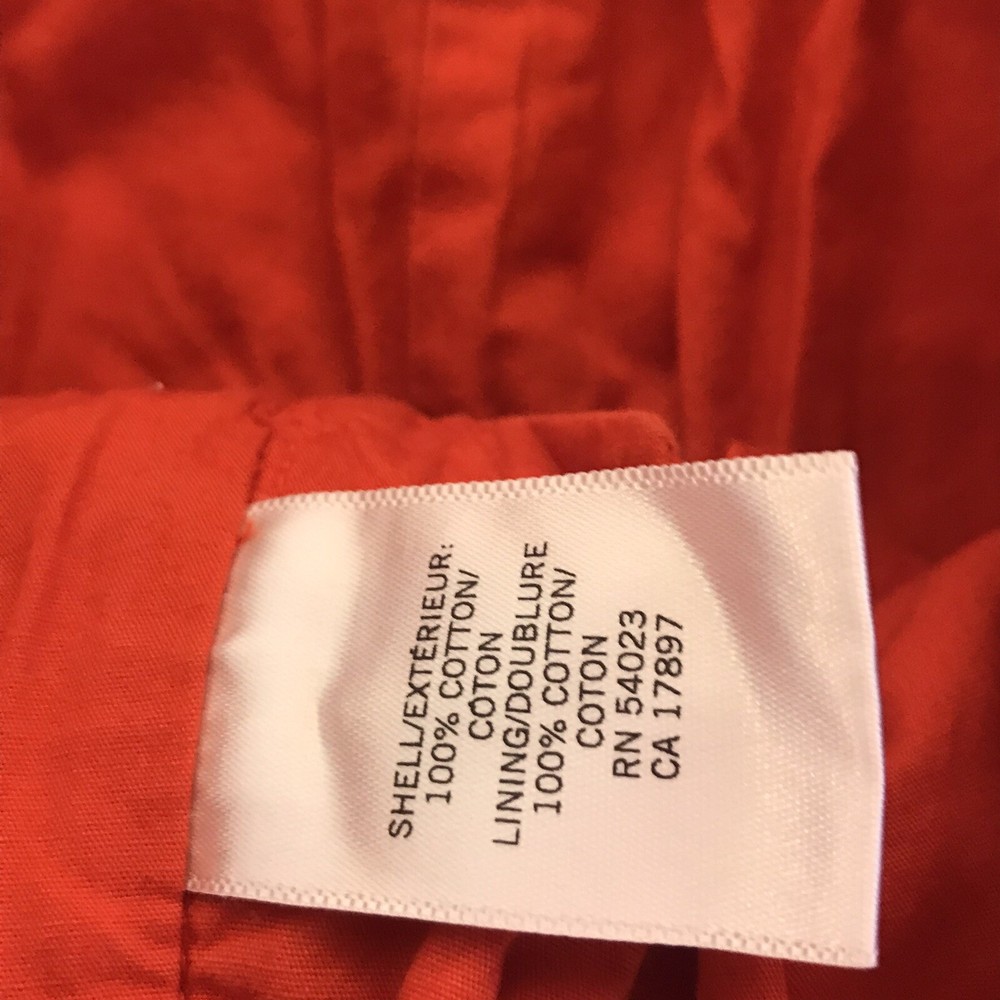 SHELL/EXTÉRIEUR:
100% COTTON/
COTON
LINING/DOUBLURE
100% COTTON/
COTON
RN 54023
CA 17897